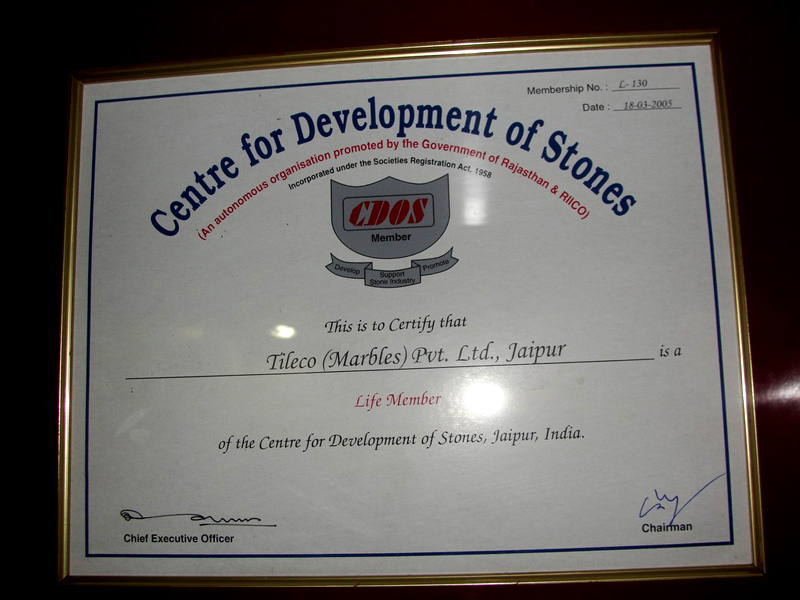 Membership No. : L- 130
Date : 18-03-2005
Centre for Development of Stones
(An autonomous organisation promoted by the Government of Rajasthan & RIICO)
Incorporated under the Societies Registration Act, 1958
CDOS
Member
Develop Support Promote
Stone Industry
This is to Certify that
Tileco (Marbles) Pvt. Ltd., Jaipur is a
Life Member
of the Centre for Development of Stones, Jaipur, India.
Chief Executive Officer
Chairman